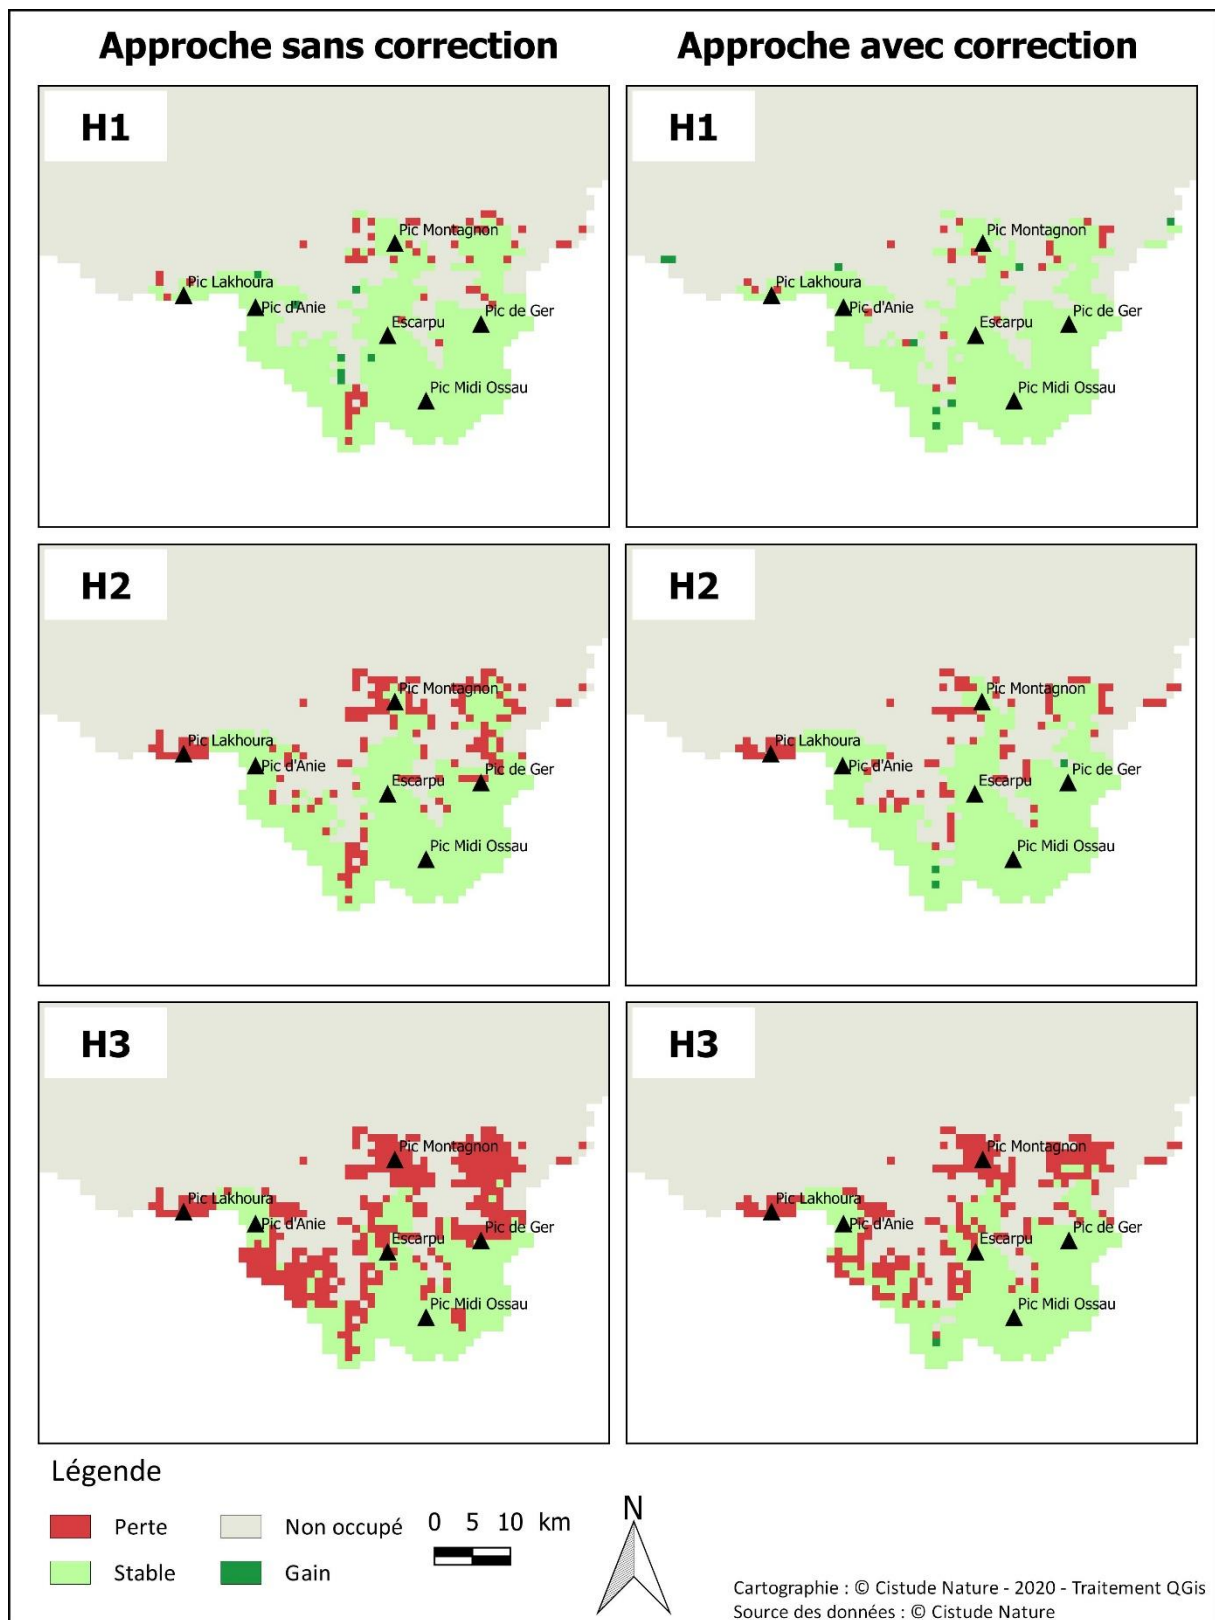 Approche sans correction
Approche avec correction
H1
Pic Montagnon
Pic Lakhoura
Pic d'Anie
Escarpu
Pic de Ger
Pic Midi Ossau
H1
Pic Montagnon
Pic Lakhoura
Pic d'Anie
Escarpu
Pic de Ger
Pic Midi Ossau
H2
Pic Montagnon
Pic Lakhoura
Pic d'Anie
Escarpu
Pic de Ger
Pic Midi Ossau
H2
Pic Montagnon
Pic Lakhoura
Pic d'Anie
Escarpu
Pic de Ger
Pic Midi Ossau
H3
Pic Montagnon
Pic Lakhoura
Pic d'Anie
Escarpu
Pic de Ger
Pic Midi Ossau
H3
Pic Montagnon
Pic Lakhoura
Pic d'Anie
Escarpu
Pic de Ger
Pic Midi Ossau
Légende
Perte
Non occupé
Stable
Gain
0 5 10 km
N
Cartographie : © Cistude Nature - 2020 - Traitement QGis
Source des données : © Cistude Nature